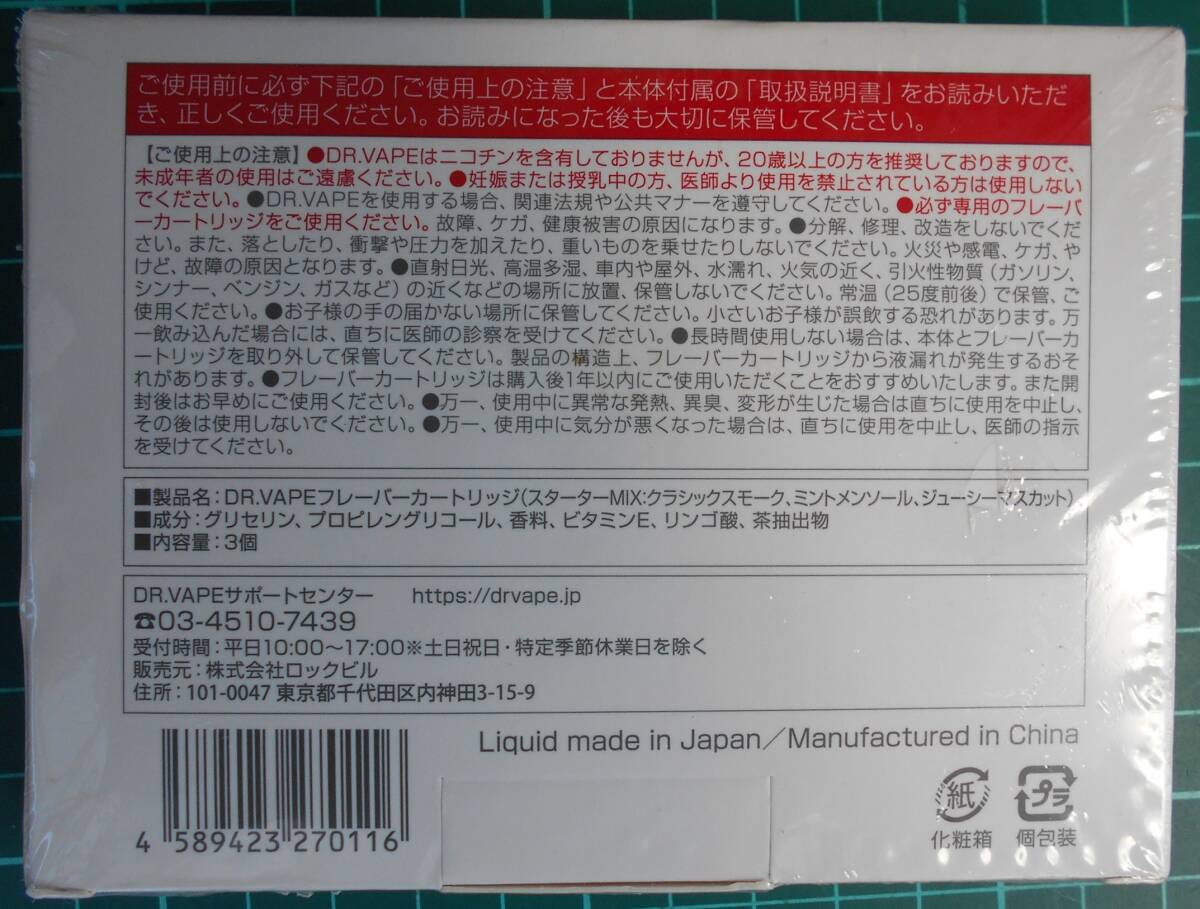 ご使用前に必ず下記の「ご使用上の注意」と本体付属の「取扱説明書」をお読みいただ
き、正しくご使用ください。お読みになった後も大切に保管してください。
【ご使用上の注意】●DR.VAPEはニコチンを含有しておりませんが、20歳以上の方を推奨しておりますので、
未成年者の使用はご遠慮ください。●妊娠または授乳中の方、医師より使用を禁止されている方は使用しない
でください。●DR.VAPEを使用する場合、関連法規や公共マナーを遵守してください。●必ず専用のフレーバ
ーカートリッジをご使用ください。故障、ケガ、健康被害の原因になります。●分解、修理、改造をしないでくだ
さい。また、落としたり、衝撃や圧力を加えたり、重いものを乗せたりしないでください。火災や感電、ケガ、や
けど、故障の原因となります。●直射日光、高温多湿、車内や屋外、水濡れ、火気の近く、引火性物質（ガソリン、
シンナー、ベンジン、ガスなど）の近くなどの場所に放置、保管しないでください。常温（25度前後）で保管、ご
使用ください。●お子様の手の届かない場所に保管してください。小さいお子様が誤飲する恐れがあります。万
一飲み込んだ場合には、直ちに医師の診察を受けてください。●長時間使用しない場合は、本体とフレーバーカ
ートリッジを取り外して保管してください。製品の構造上、フレーバーカートリッジから液漏れが発生するおそ
れがあります。●フレーバーカートリッジは購入後1年以内にご使用いただくことをおすすめいたします。また開
封後はお早めにご使用ください。●万一、使用中に異常な発熱、異臭、変形が生じた場合は直ちに使用を中止し、
その後は使用しないでください。●万一、使用中に気分が悪くなった場合は、直ちに使用を中止し、医師の指示
を受けてください。
■製品名：DR.VAPEフレーバーカートリッジ（スターターMIX:クラシックスモーク、ミントメンソール、ジューシーマスカット）
■成分：グリセリン、プロピレングリコール、香料、ビタミンE、リンゴ酸、茶抽出物
■内容量：3個
DR.VAPEサポートセンター https://drvape.jp
☎03-4510-7439
受付時間：平日10:00～17:00※土日祝日・特定季節休業日を除く
販売元：株式会社ロックビル
住所：101-0047 東京都千代田区内神田3-15-9
Liquid made in Japan／Manufactured in China
紙 プラ
化粧箱 個包装
4 589423 270116